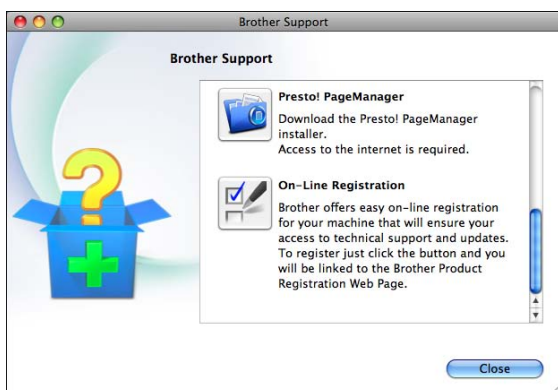 Brother Support
Brother Support
Presto! PageManager
Download the Presto! PageManager
installer.
Access to the internet is required.
On-Line Registration
Brother offers easy on-line registration
for your machine that will ensure your
access to technical support and updates.
To register just click the button and you
will be linked to the Brother Product
Registration Web Page.
Close